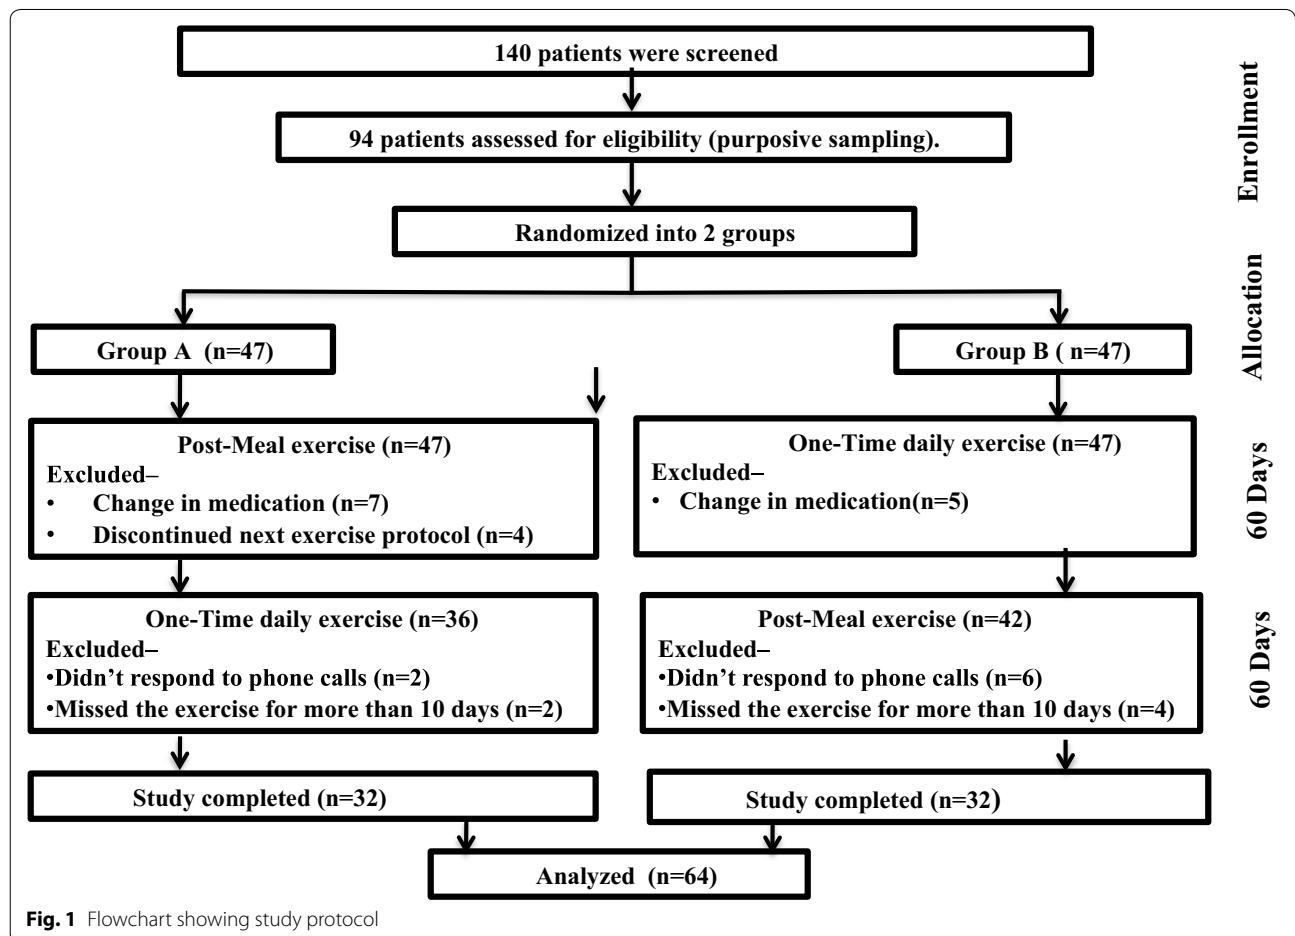 140 patients were screened
94 patients assessed for eligibility (purposive sampling).
Randomized into 2 groups
Enrollment
Group A (n=47)
Group B ( n=47)
Allocation
Post-Meal exercise (n=47)
Excluded–
• Change in medication (n=7)
• Discontinued next exercise protocol (n=4)
One-Time daily exercise (n=47)
Excluded–
• Change in medication(n=5)
60 Days
One-Time daily exercise (n=36)
Excluded–
•Didn’t respond to phone calls (n=2)
•Missed the exercise for more than 10 days (n=2)
Post-Meal exercise (n=42)
Excluded–
•Didn’t respond to phone calls (n=6)
•Missed the exercise for more than 10 days (n=4)
60 Days
Study completed (n=32)
Study completed (n=32)
Analyzed (n=64)
Fig. 1 Flowchart showing study protocol